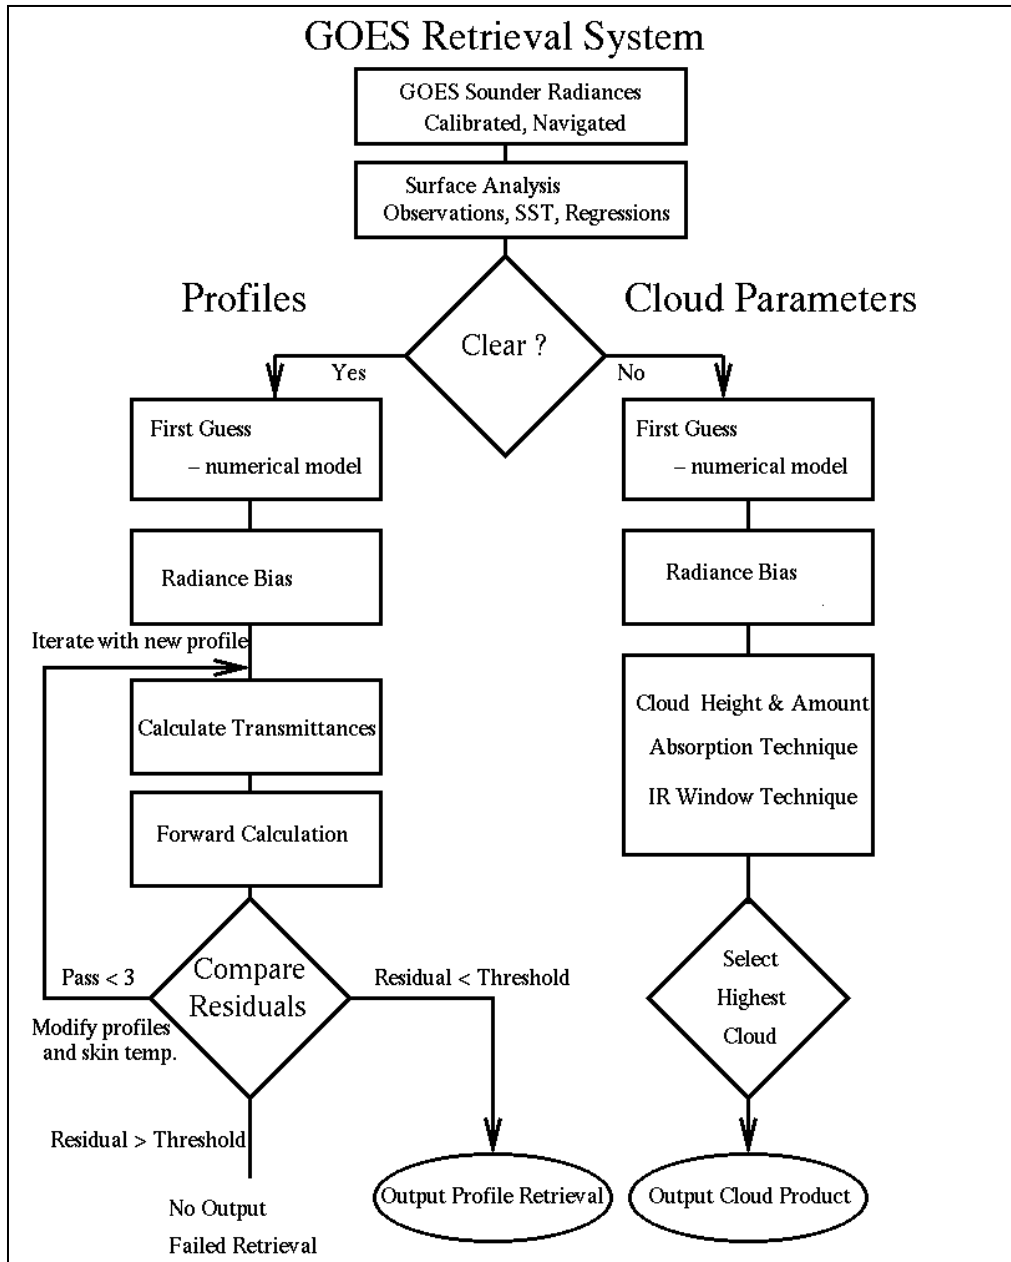 GOES Retrieval System
GOES Sounder Radiances
Calibrated, Navigated
Surface Analysis
Observations, SST, Regressions
Profiles
Cloud Parameters
Clear ?
Yes
No
First Guess
– numerical model
Radiance Bias
Iterate with new profile
Calculate Transmittances
Forward Calculation
Compare
Residuals
Pass < 3
Modify profiles
and skin temp.
Residual < Threshold
Residual > Threshold
No Output
Failed Retrieval
Output Profile Retrieval
First Guess
– numerical model
Radiance Bias
Cloud Height & Amount
Absorption Technique
IR Window Technique
Select
Highest
Cloud
Output Cloud Product